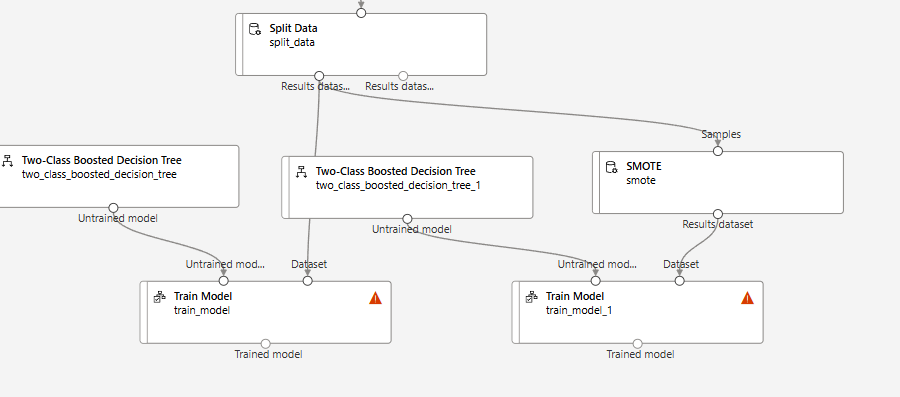 Split Data
split_data
Results datas...
Results datas...
Samples
Two-Class Boosted Decision Tree
two_class_boosted_decision_tree
Untrained model
Two-Class Boosted Decision Tree
two_class_boosted_decision_tree_1
Untrained model
SMOTE
smote
Results dataset
Untrained mod...
Dataset
Untrained mod...
Dataset
Train Model
train_model
Trained model
Train Model
train_model_1
Trained model